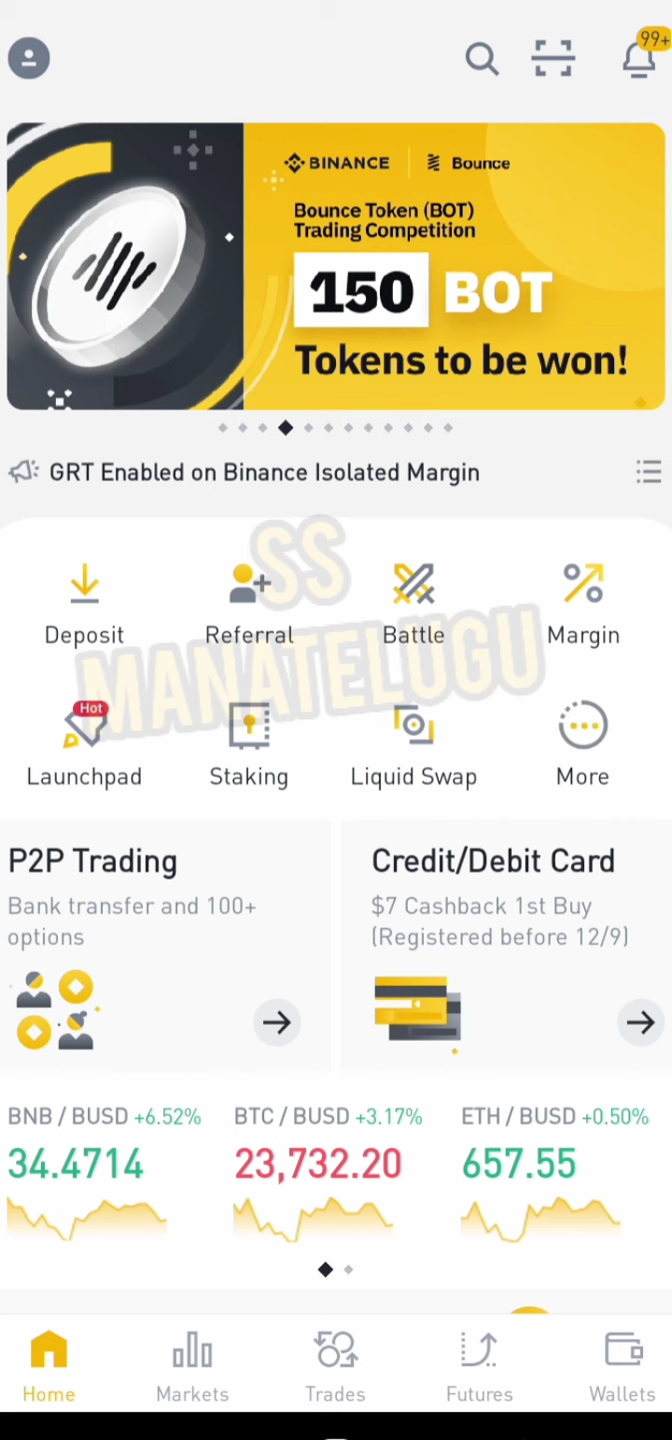 99+
BINANCE | Bounce
Bounce Token (BOT)
Trading Competition
150 BOT
Tokens to be won!
GRT Enabled on Binance Isolated Margin
SS
MANATELUGU
Deposit Referral Battle Margin
Hot
Launchpad Staking Liquid Swap More
P2P Trading
Bank transfer and 100+
options
Credit/Debit Card
$7 Cashback 1st Buy
(Registered before 12/9)
BNB / BUSD +6.52% BTC / BUSD +3.17% ETH / BUSD +0.50%
34.4714 23,732.20 657.55
Home Markets Trades Futures Wallets